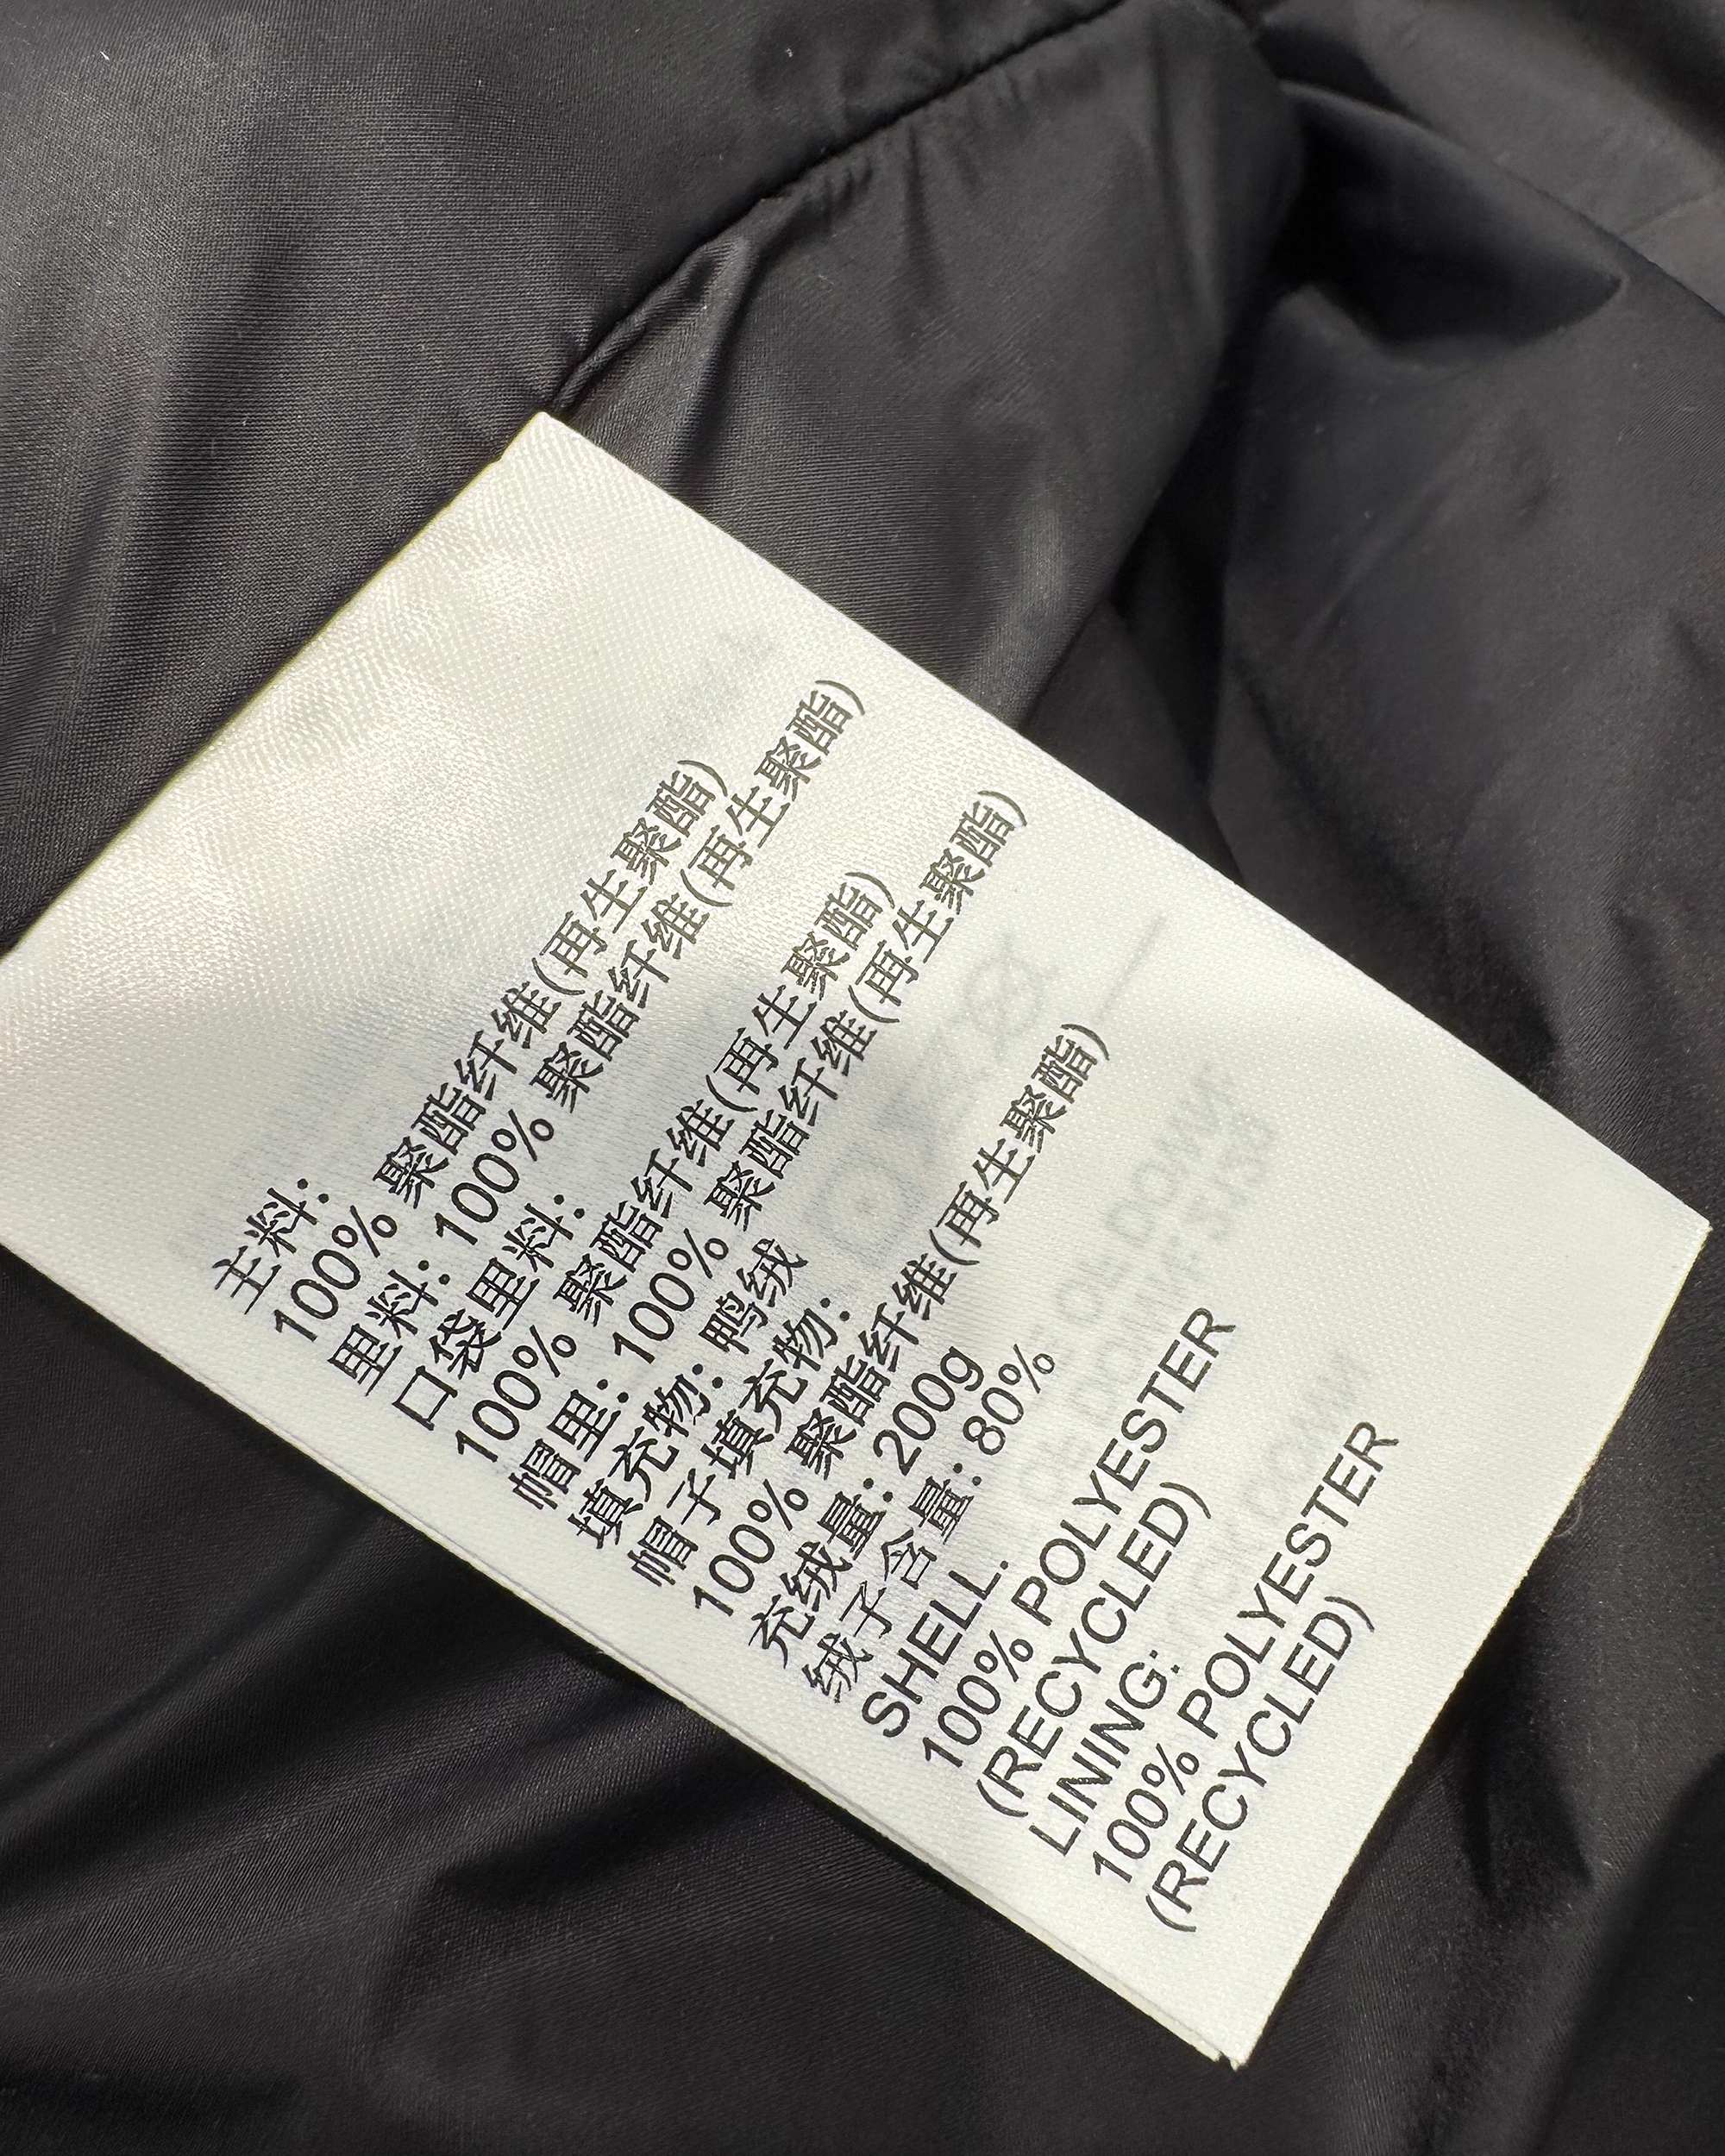 主料:
100% 聚酯纤维(再生聚酯)
里料: 100% 聚酯纤维(再生聚酯)
口袋里料:
100% 聚酯纤维(再生聚酯)
帽里: 100% 聚酯纤维(再生聚酯)
填充物: 鸭绒
帽子填充物:
100% 聚酯纤维(再生聚酯)
充绒量: 200g
绒子含量: 80%
SHELL:
100% POLYESTER
(RECYCLED)
LINING:
100% POLYESTER
(RECYCLED)